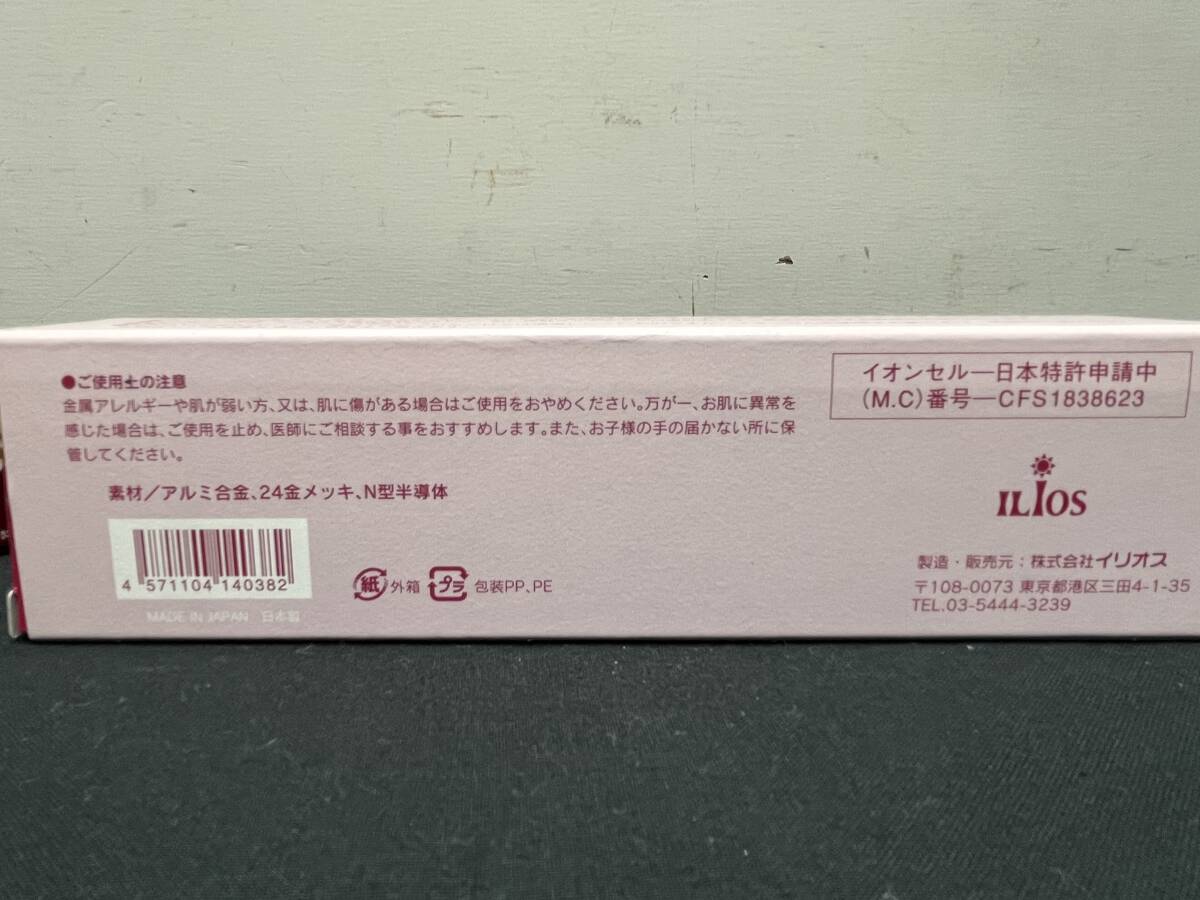 ●ご使用上の注意
金属アレルギーや肌が弱い方、又は、肌に傷がある場合はご使用をおやめください。万が一、お肌に異常を
感じた場合は、ご使用を止め、医師にご相談する事をおすすめします。また、お子様の手の届かない所に保
管してください。
素材／アルミ合金、24金メッキ、N型半導体
4 571104 140382
MADE IN JAPAN 日本製
紙 外箱 プラ 包装PP、PE
イオンセル―日本特許申請中
(M.C)番号―CFS1838623
ILIOS
製造・販売元：株式会社イリオス
〒108-0073 東京都港区三田4-1-35
TEL.03-5444-3239